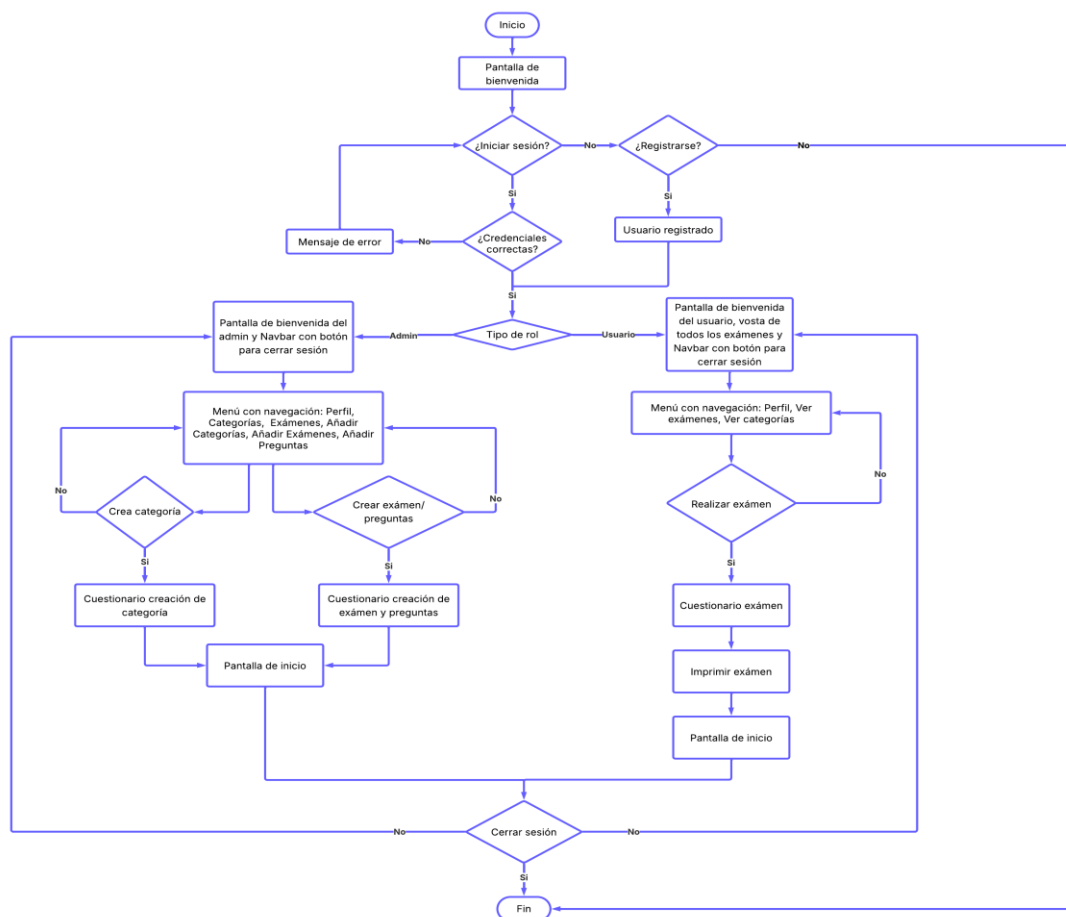 Inicio
Pantalla de
bienvenida
¿Iniciar sesión?
No
¿Registrarse?
No
Si
Si
Mensaje de error
No
¿Credenciales
correctas?
Usuario registrado
Si
Pantalla de bienvenida del
admin y Navbar con botón
para cerrar sesión
Admin
Tipo de rol
Usuario
Pantalla de bienvenida
del usuario, vosta de
todos los exámenes y
Navbar con botón para
cerrar sesión
Menú con navegación: Perfil,
Categorías, Exámenes, Añadir
Categorías, Añadir Exámenes, Añadir
Preguntas
Menú con navegación: Perfil, Ver
exámenes, Ver categorías
No
No
No
Crea categoría
Crear exámen/
preguntas
Realizar exámen
Si
Si
Si
Cuestionario creación de
categoría
Cuestionario creación de
exámen y preguntas
Cuestionario exámen
Pantalla de inicio
Imprimir exámen
Pantalla de inicio
No
Cerrar sesión
No
Si
Fin